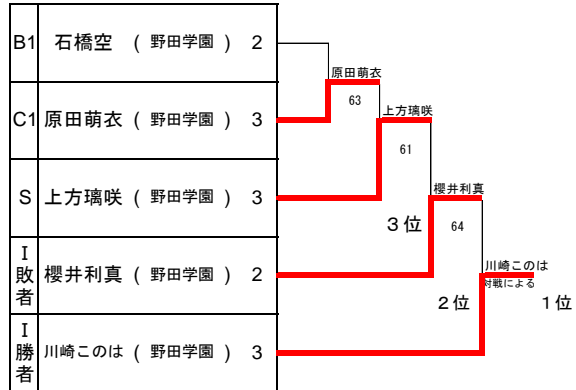 B1 石橋空 ( 野田学園 ) 2
原田萌衣
63
C1 原田萌衣 ( 野田学園 ) 3
上方璃咲
61
S 上方璃咲 ( 野田学園 ) 3
櫻井利真
3位
64
I敗者 櫻井利真 ( 野田学園 ) 2
川崎このは
対戦による
2位
1位
I勝者 川崎このは ( 野田学園 ) 3